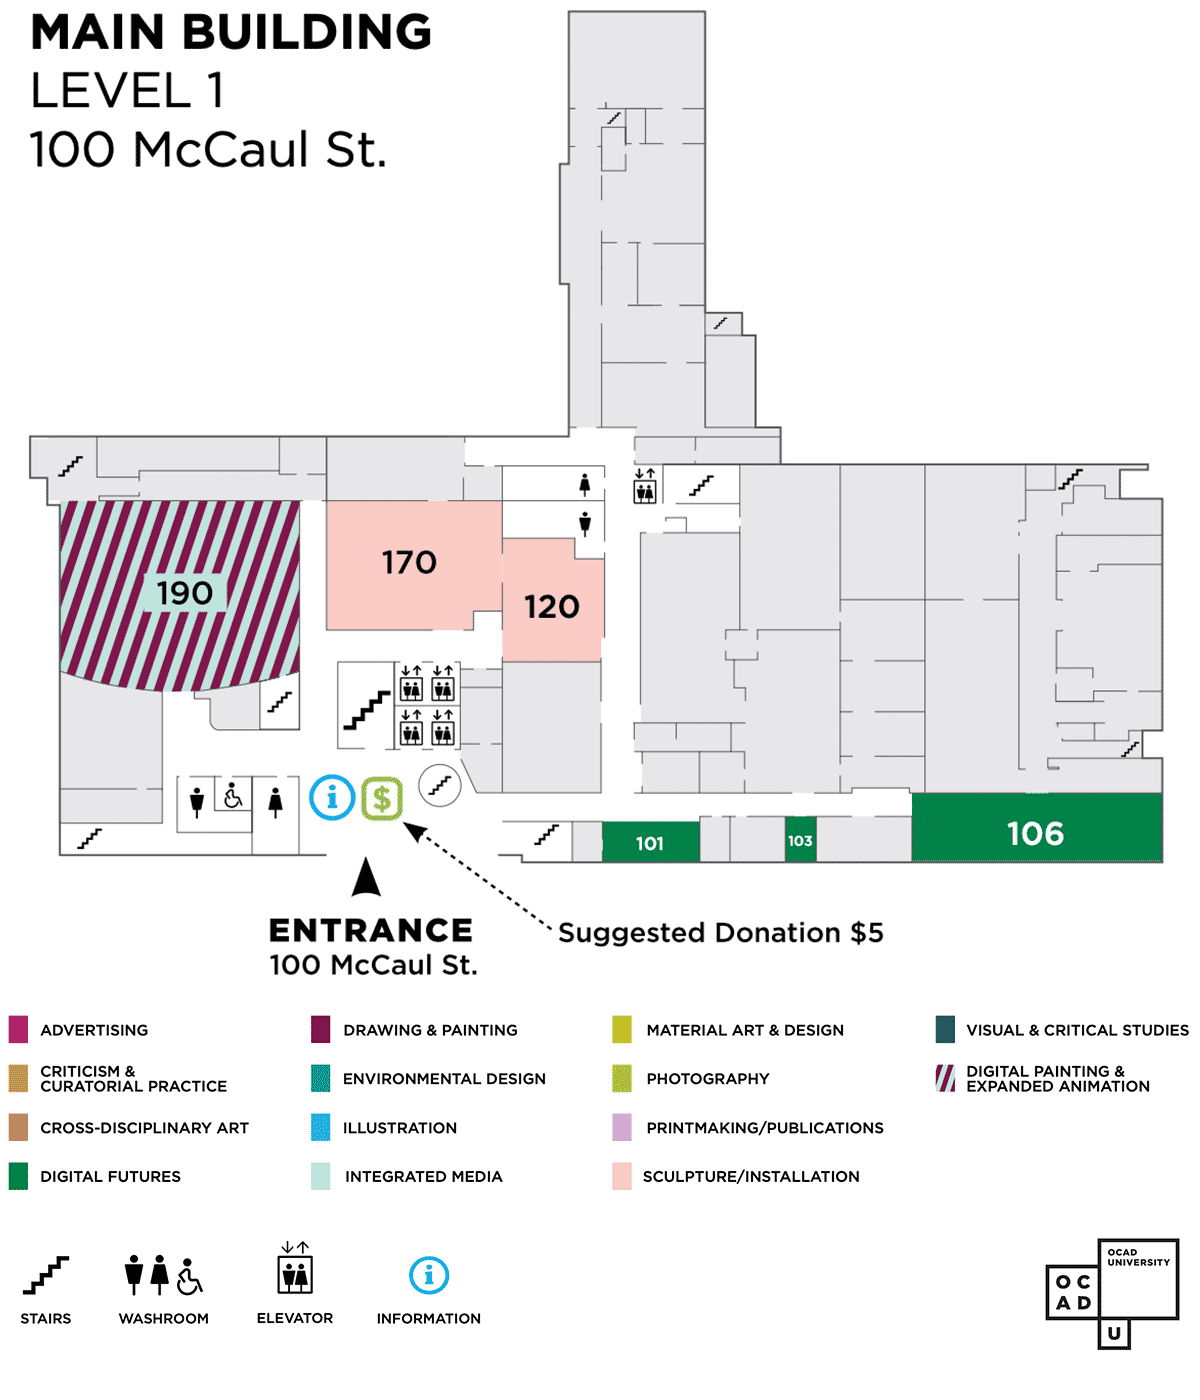 MAIN BUILDING
LEVEL 1
100 McCaul St.
170
190
120
101
103
106
i
$
ENTRANCE
100 McCaul St.
Suggested Donation $5
ADVERTISING
CRITICISM &
CURATORIAL PRACTICE
CROSS-DISCIPLINARY ART
DIGITAL FUTURES
DRAWING & PAINTING
ENVIRONMENTAL DESIGN
ILLUSTRATION
INTEGRATED MEDIA
MATERIAL ART & DESIGN
PHOTOGRAPHY
PRINTMAKING/PUBLICATIONS
SCULPTURE/INSTALLATION
VISUAL & CRITICAL STUDIES
DIGITAL PAINTING &
EXPANDED ANIMATION
STAIRS
WASHROOM
ELEVATOR
i
INFORMATION
OCAD
UNIVERSITY
O C
A D
U